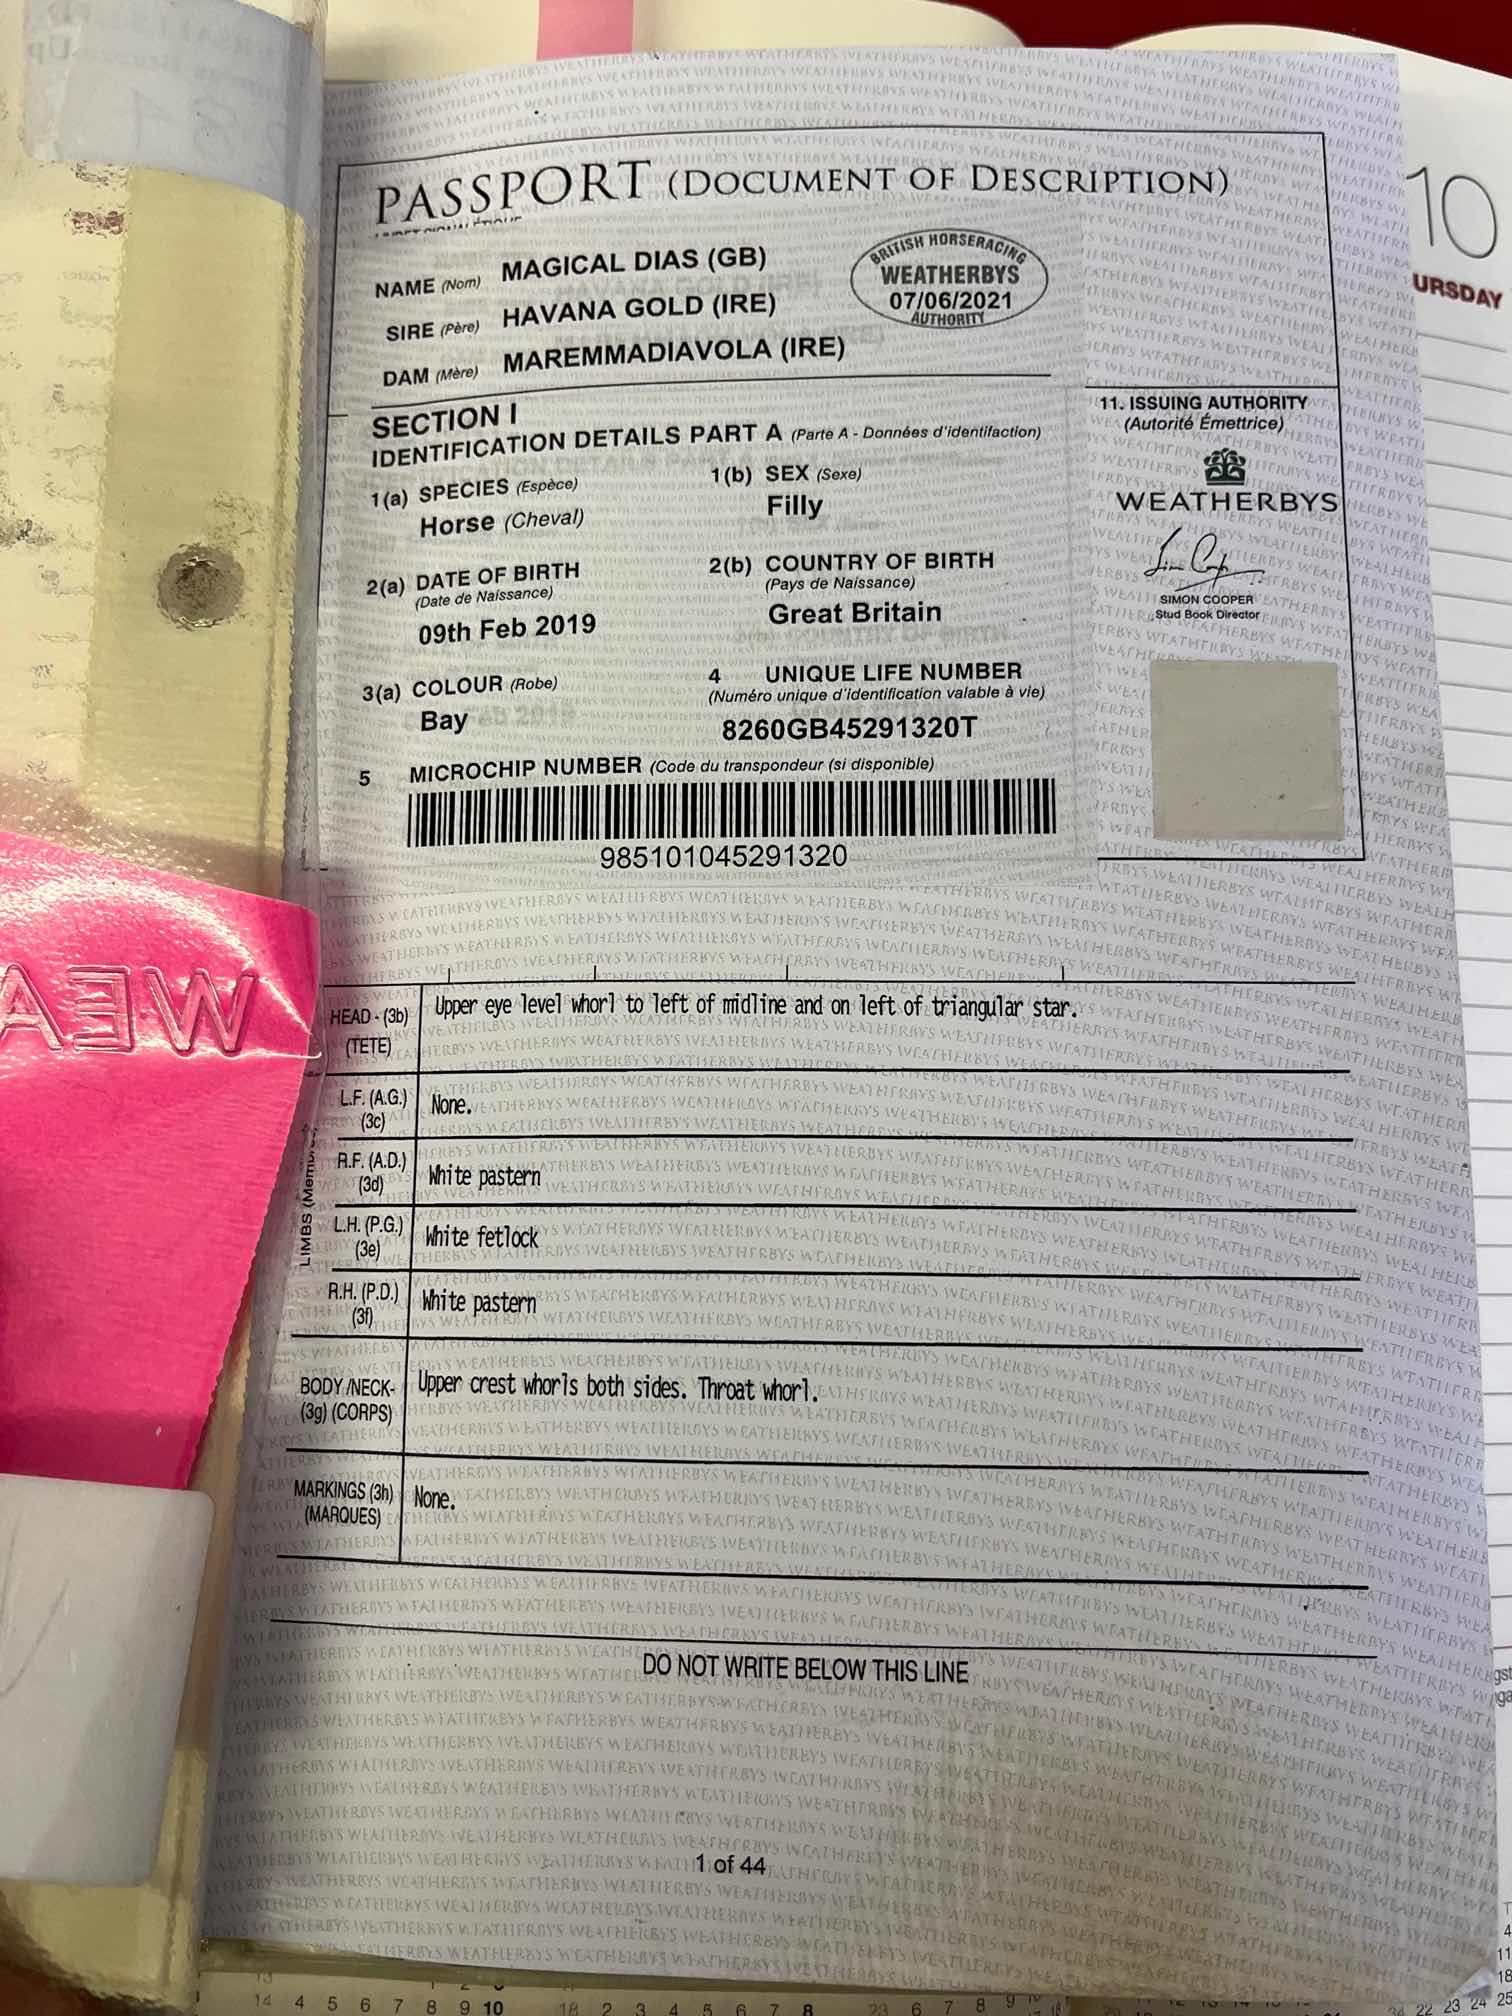 PASSPORT (DOCUMENT OF DESCRIPTION)
NAME (Nom) MAGICAL DIAS (GB)
SIRE (Père) HAVANA GOLD (IRE)
DAM (Mère) MAREMMADIAVOLA (IRE)
BRITISH HORSERACING
WEATHERBYS
07/06/2021
AUTHORITY
SECTION I
IDENTIFICATION DETAILS PART A (Parte A - Données d'identifaction)
1(a) SPECIES (Espèce)
Horse (Cheval)
1(b) SEX (Sexe)
Filly
2(a) DATE OF BIRTH
(Date de Naissance)
09th Feb 2019
2(b) COUNTRY OF BIRTH
(Pays de Naissance)
Great Britain
3(a) COLOUR (Robe)
Bay
4 UNIQUE LIFE NUMBER
(Numéro unique d'identification valable à vie)
8260GB45291320T
5 MICROCHIP NUMBER (Code du transpondeur (si disponible)
985101045291320
11. ISSUING AUTHORITY
(Autorité Émettrice)
WEATHERBYS
SIMON COOPER
Stud Book Director
HEAD - (3b)
(TETE)
Upper eye level whorl to left of midline and on left of triangular star.
LIMBS
L.F. (A.G.)
(3c)
None.
R.F. (A.D.)
(3d)
White pastern
L.H. (P.G.)
(3e)
White fetlock
R.H. (P.D.)
(3f)
White pastern
BODY/NECK-
(3g) (CORPS)
Upper crest whorls both sides. Throat whorl.
MARKINGS (3h)
(MARQUES)
None.
DO NOT WRITE BELOW THIS LINE
1 of 44
10
URSDAY